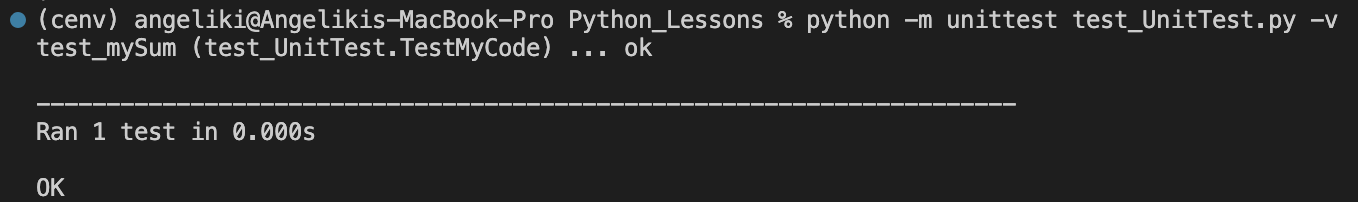 (cenv) angeliki@Angelikis-MacBook-Pro Python_Lessons % python -m unittest test_UnitTest.py -v
test_mySum (test_UnitTest.TestMyCode) ... ok
----------------------------------------------------------------------
Ran 1 test in 0.000s
OK